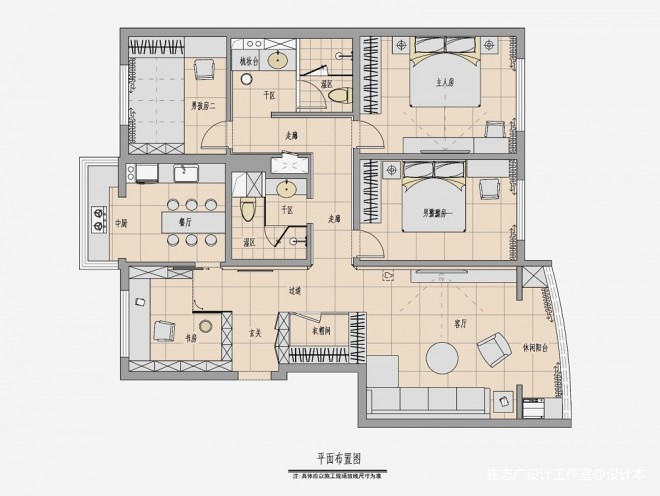 梳妆台
主人房
男孩房二
干区
湿区
走廊
中厨
餐厅
干区
湿区
走廊
男孩房一
过道
客厅
书房
玄关
衣帽间
休闲阳台
平面布置图
注:具体应以施工现场放线尺寸为准
崔志广设计工作室@设计本